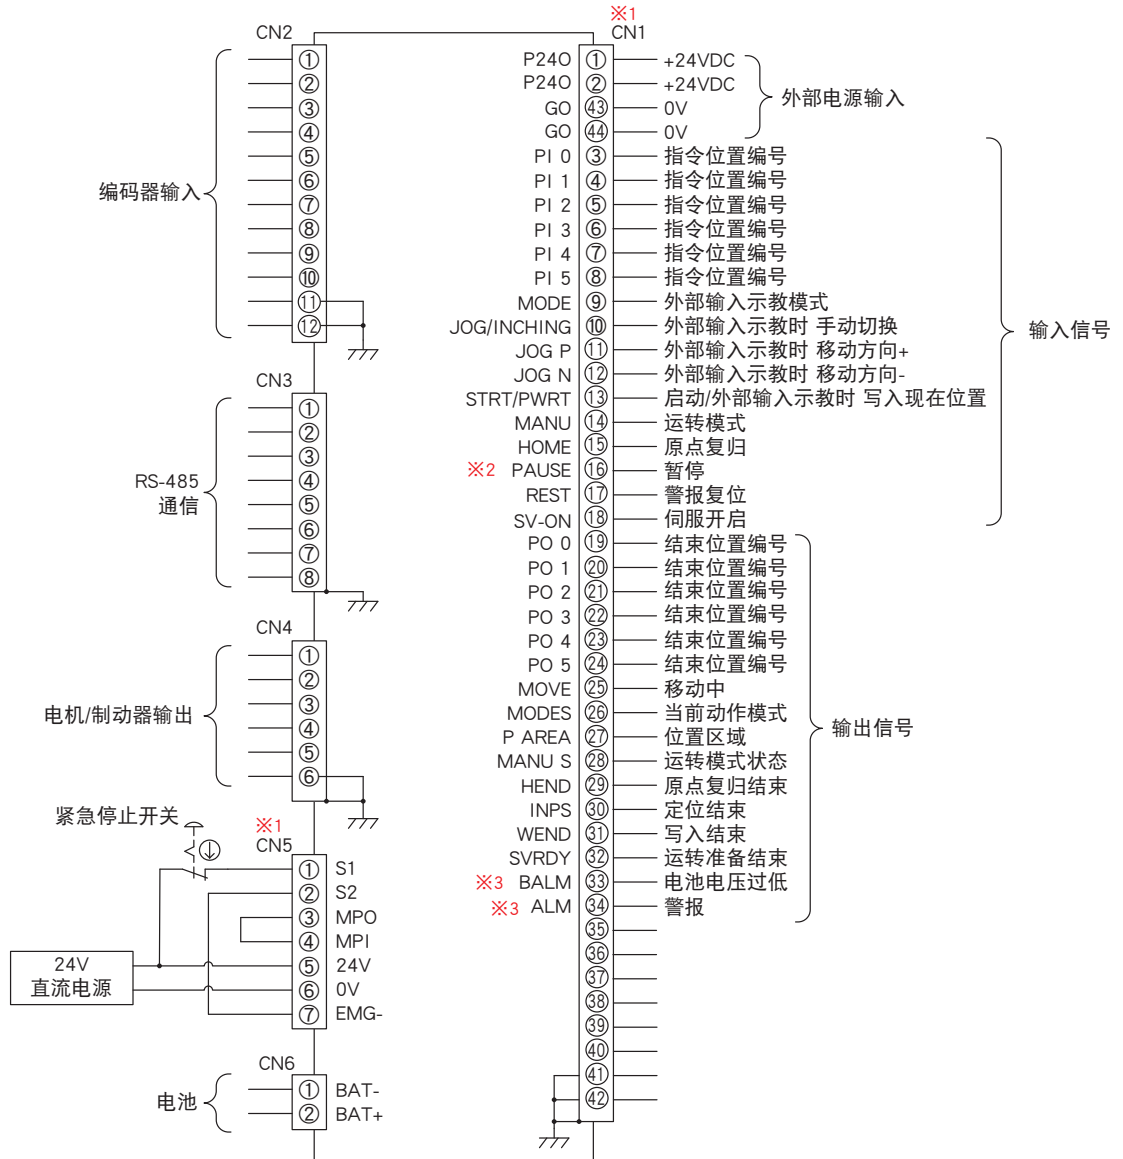 CN2
①
②
③
④
⑤
⑥
⑦
⑧
⑨
⑩
⑪
⑫
编码器输入
CN3
①
②
③
④
⑤
⑥
⑦
⑧
RS-485
通信
CN4
①
②
③
④
⑤
⑥
电机/制动器输出
紧急停止开关
※1
CN5
① S1
② S2
③ MPO
④ MPI
⑤ 24V
⑥ 0V
⑦ EMG-
24V
直流电源
CN6
① BAT-
② BAT+
电池
※1
CN1
P24O ① +24VDC
P24O ② +24VDC
GO ㊸ 0V
GO ㊹ 0V
外部电源输入
PI 0 ③ 指令位置编号
PI 1 ④ 指令位置编号
PI 2 ⑤ 指令位置编号
PI 3 ⑥ 指令位置编号
PI 4 ⑦ 指令位置编号
PI 5 ⑧ 指令位置编号
MODE ⑨ 外部输入示教模式
JOG/INCHING ⑩ 外部输入示教时 手动切换
JOG P ⑪ 外部输入示教时 移动方向+
JOG N ⑫ 外部输入示教时 移动方向-
STRT/PWRT ⑬ 启动/外部输入示教时 写入现在位置
MANU ⑭ 运转模式
HOME ⑮ 原点复归
※2 PAUSE ⑯ 暂停
REST ⑰ 警报复位
SV-ON ⑱ 伺服开启
输入信号
PO 0 ⑲ 结束位置编号
PO 1 ⑳ 结束位置编号
PO 2 ㉑ 结束位置编号
PO 3 ㉒ 结束位置编号
PO 4 ㉓ 结束位置编号
PO 5 ㉔ 结束位置编号
MOVE ㉕ 移动中
MODES ㉖ 当前动作模式
P AREA ㉗ 位置区域
MANU S ㉘ 运转模式状态
HEND ㉙ 原点复归结束
INPS ㉚ 定位结束
WEND ㉛ 写入结束
SVRDY ㉜ 运转准备结束
※3 BALM ㉝ 电池电压过低
※3 ALM ㉞ 警报
输出信号
㉟
㊱
㊲
㊳
㊴
㊵
㊶
㊷